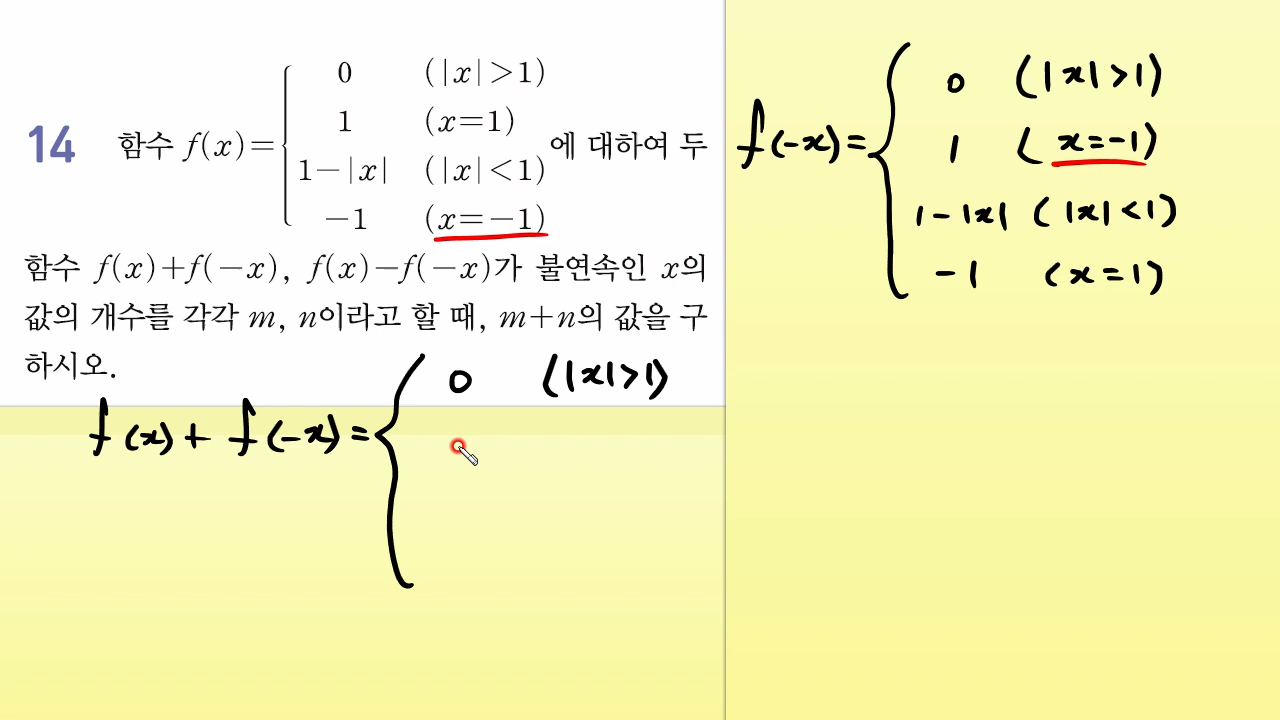 14 함수 f(x)= { 0 (|x|>1)
1 (x=1)
1-|x| (|x|<1)
-1 (x=-1)
에 대하여 두
함수 f(x)+f(-x), f(x)-f(-x)가 불연속인 x의
값의 개수를 각각 m, n이라고 할 때, m+n의 값을 구
하시오.
f(x)+f(-x)= { 0 (|x|>1)
f(-x)= { 0 (|x|>1)
1 (x=-1)
1-|x| (|x|<1)
-1 (x=1)